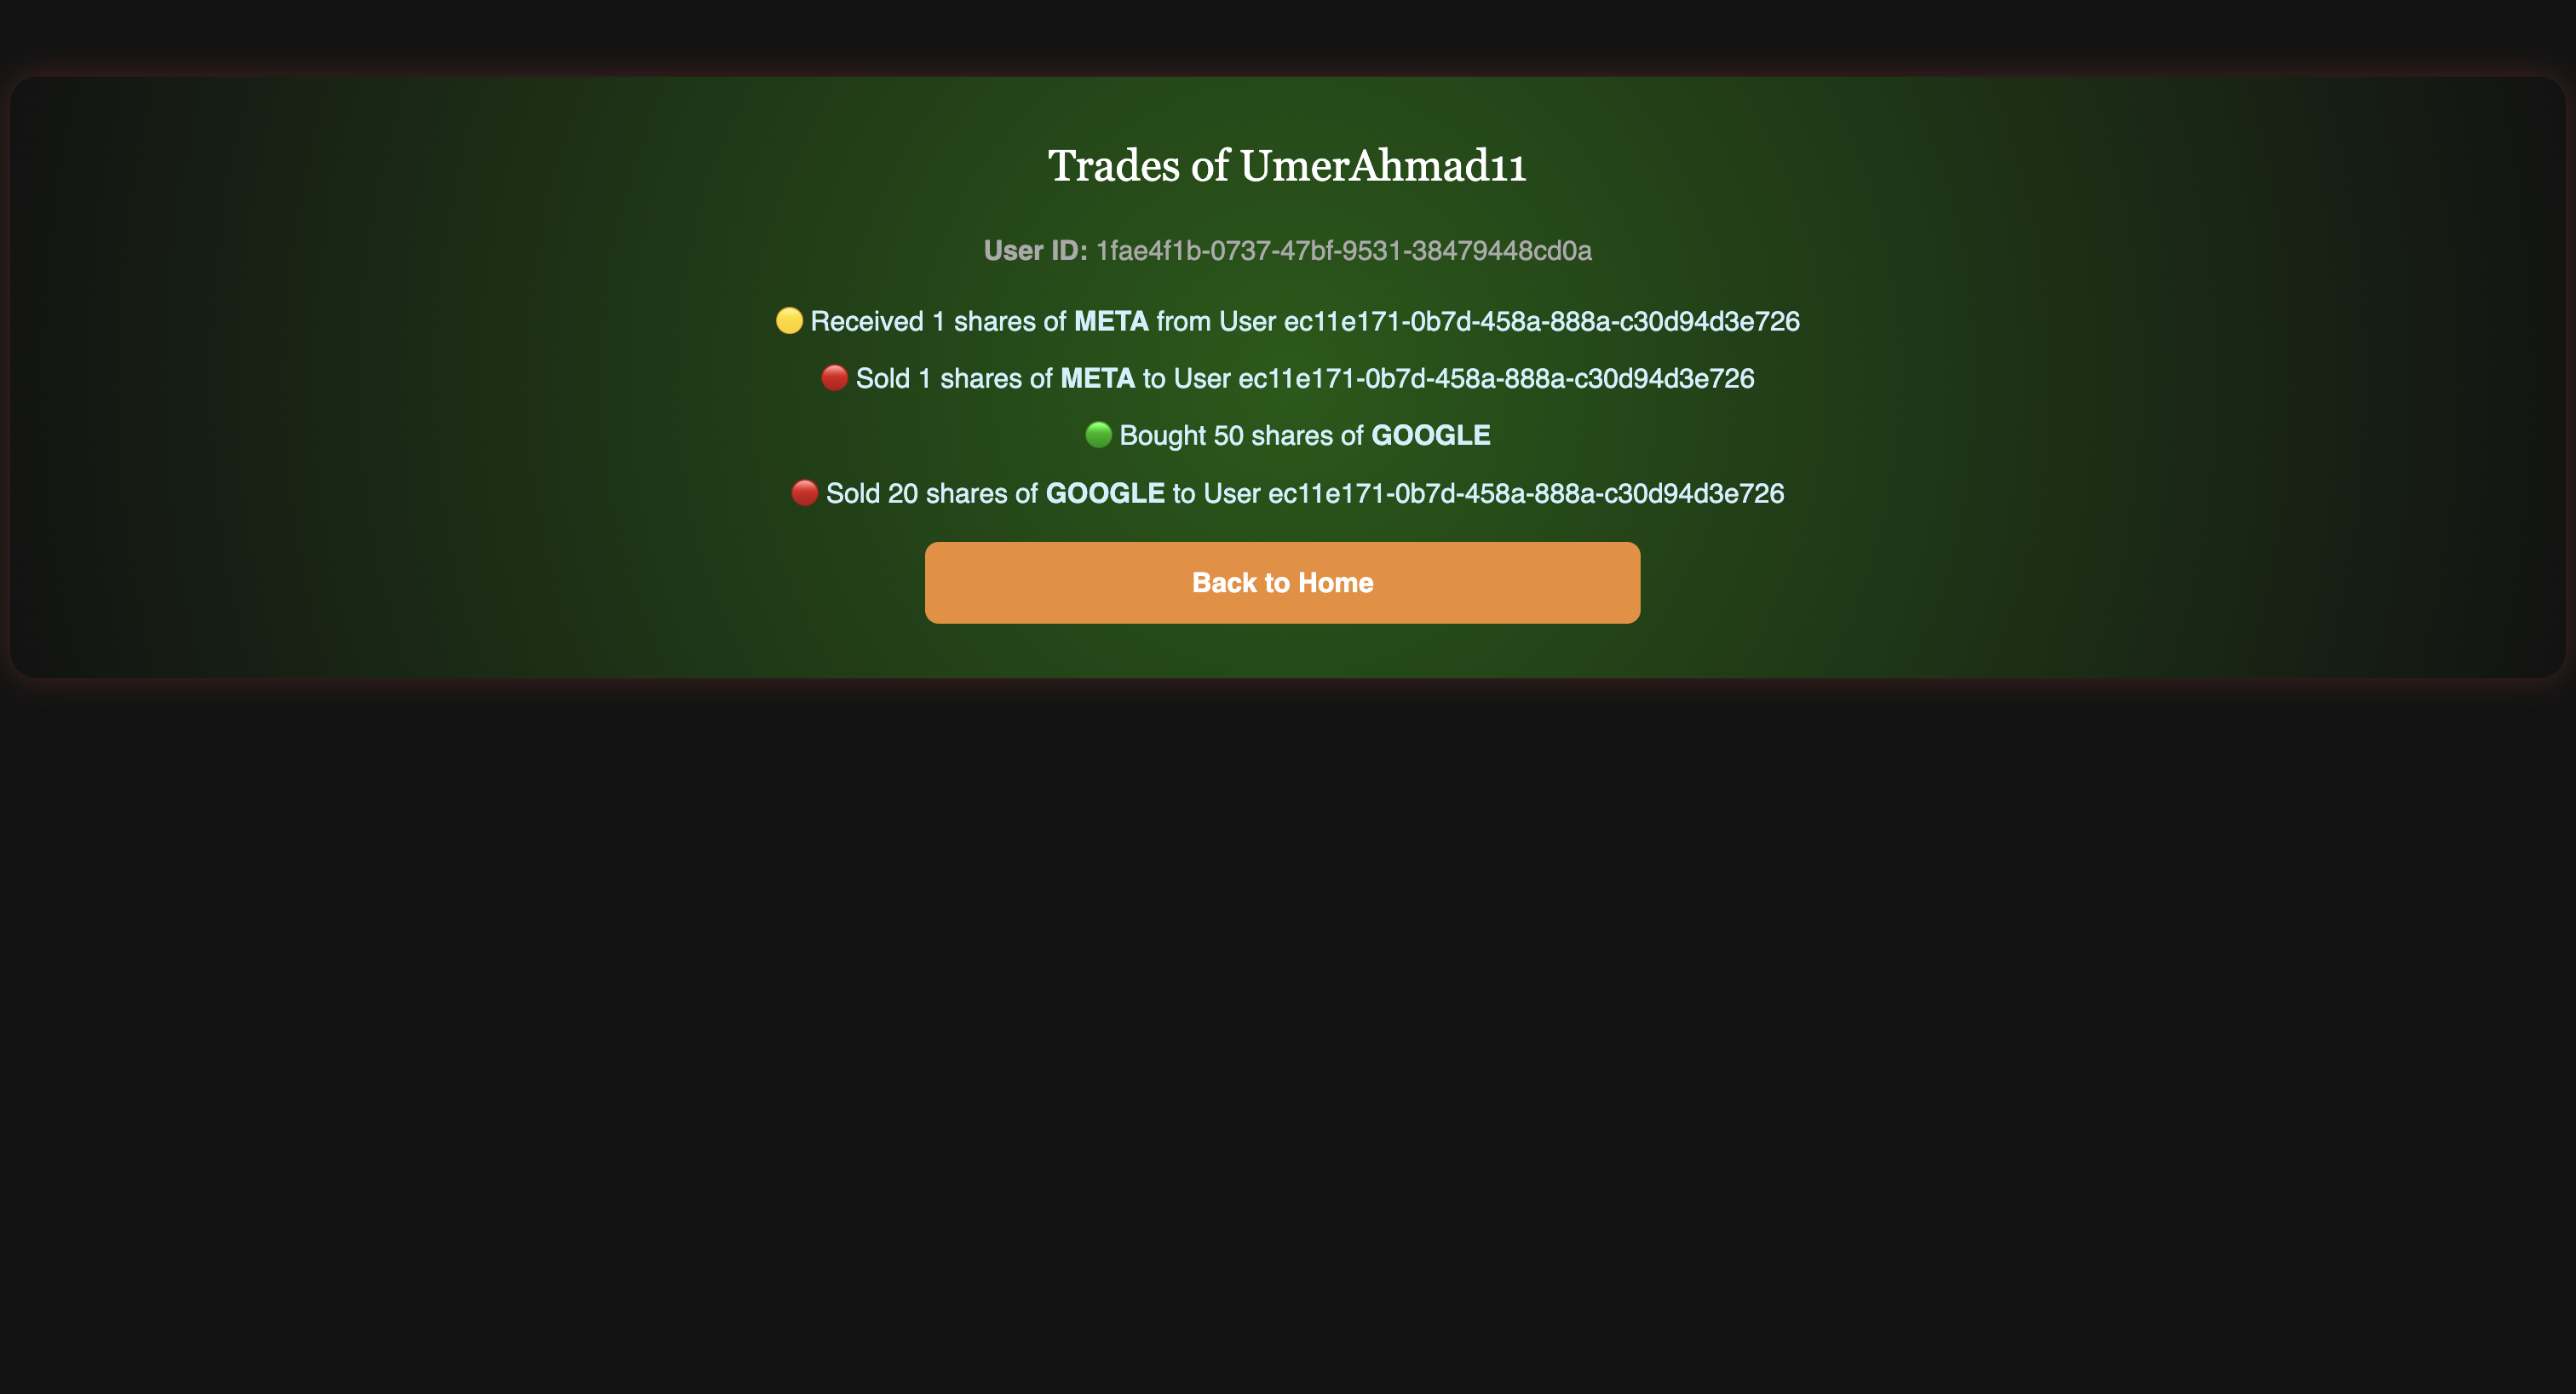 Trades of UmerAhmad11
User ID: 1fae4f1b-0737-47bf-9531-38479448cd0a
Received 1 shares of META from User ec11e171-0b7d-458a-888a-c30d94d3e726
Sold 1 shares of META to User ec11e171-0b7d-458a-888a-c30d94d3e726
Bought 50 shares of GOOGLE
Sold 20 shares of GOOGLE to User ec11e171-0b7d-458a-888a-c30d94d3e726
Back to Home